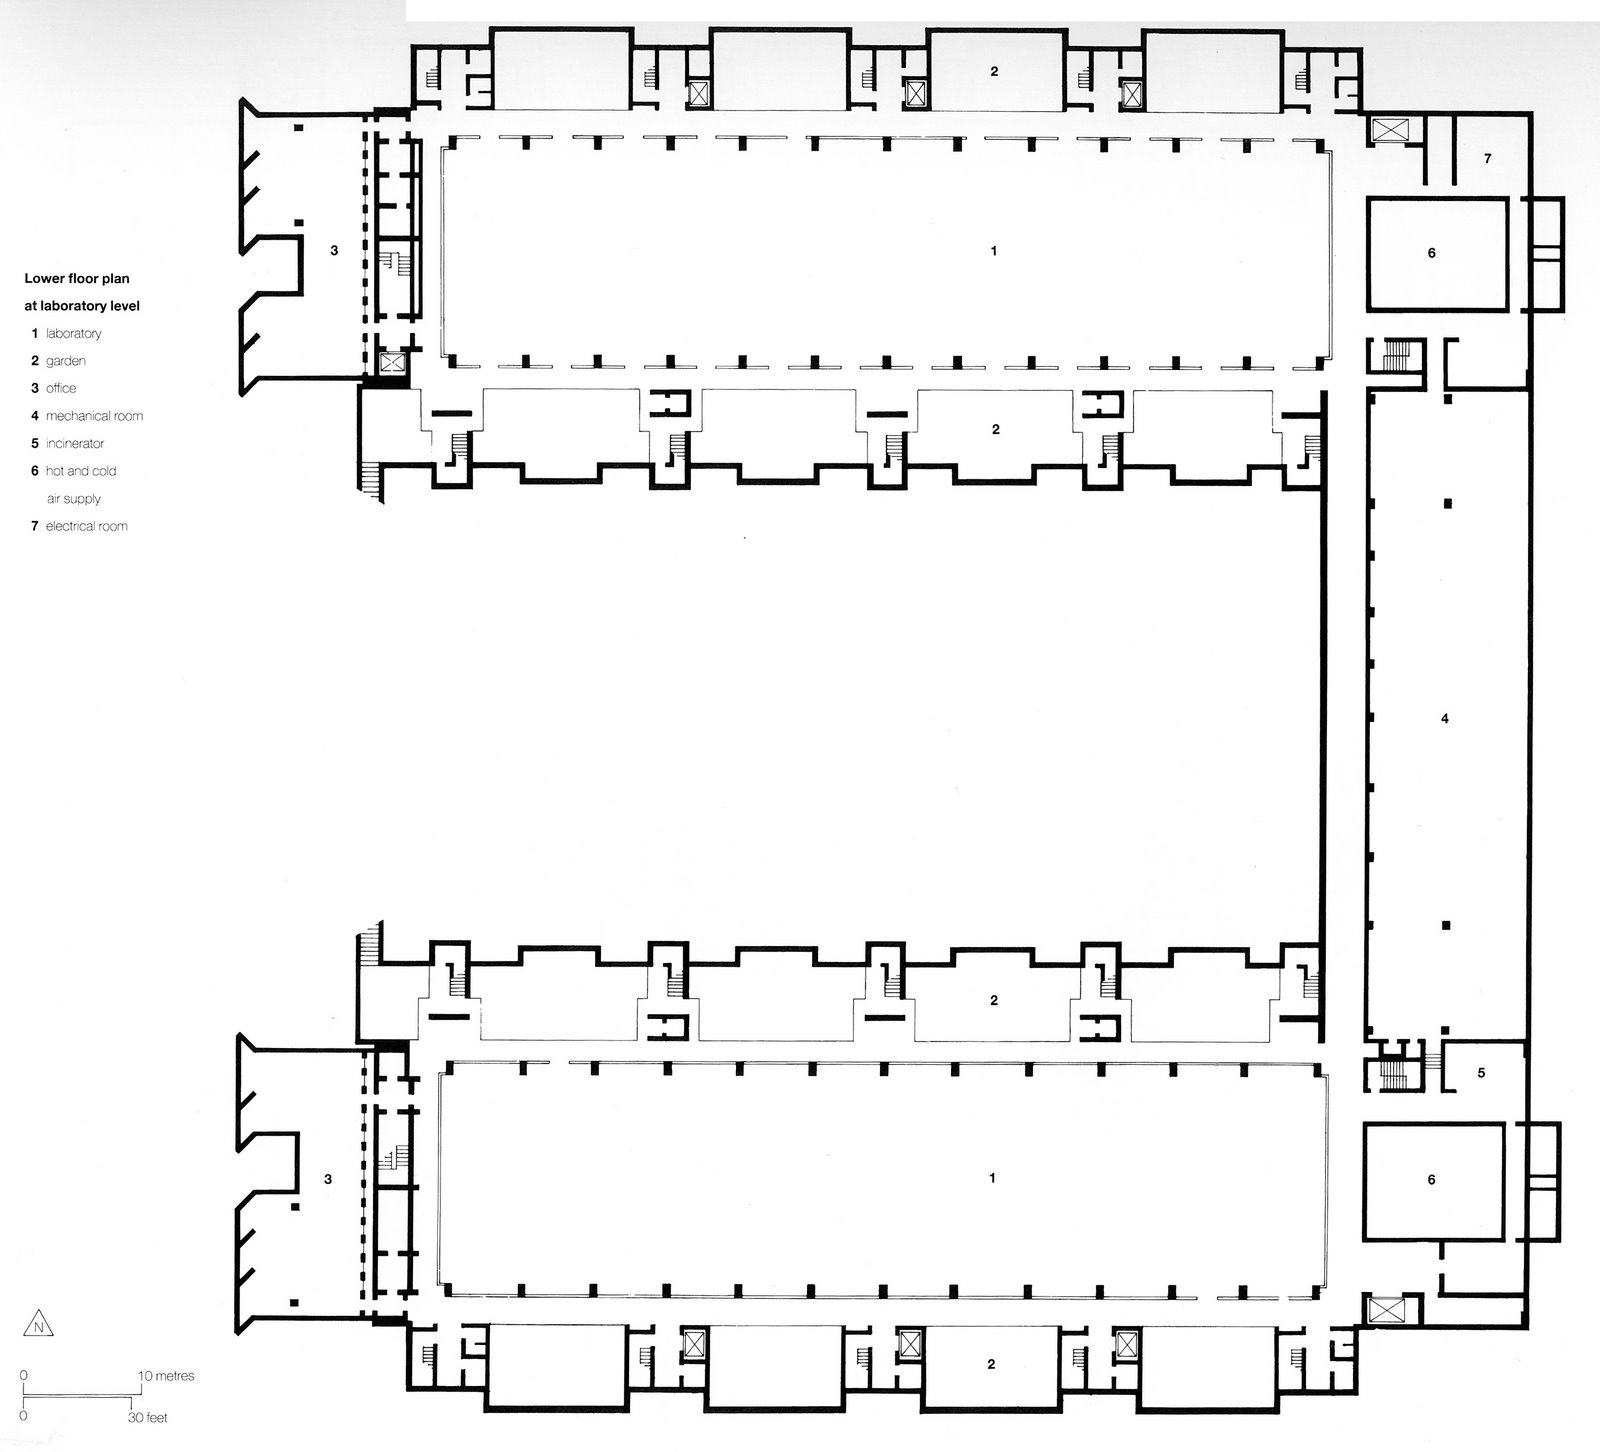 2
7
3
1
6
2
Lower floor plan
at laboratory level
1 laboratory
2 garden
3 office
4 mechanical room
5 incinerator
6 hot and cold
air supply
7 electrical room
4
2
5
3
1
6
2
N
0 10 metres
0 30 feet